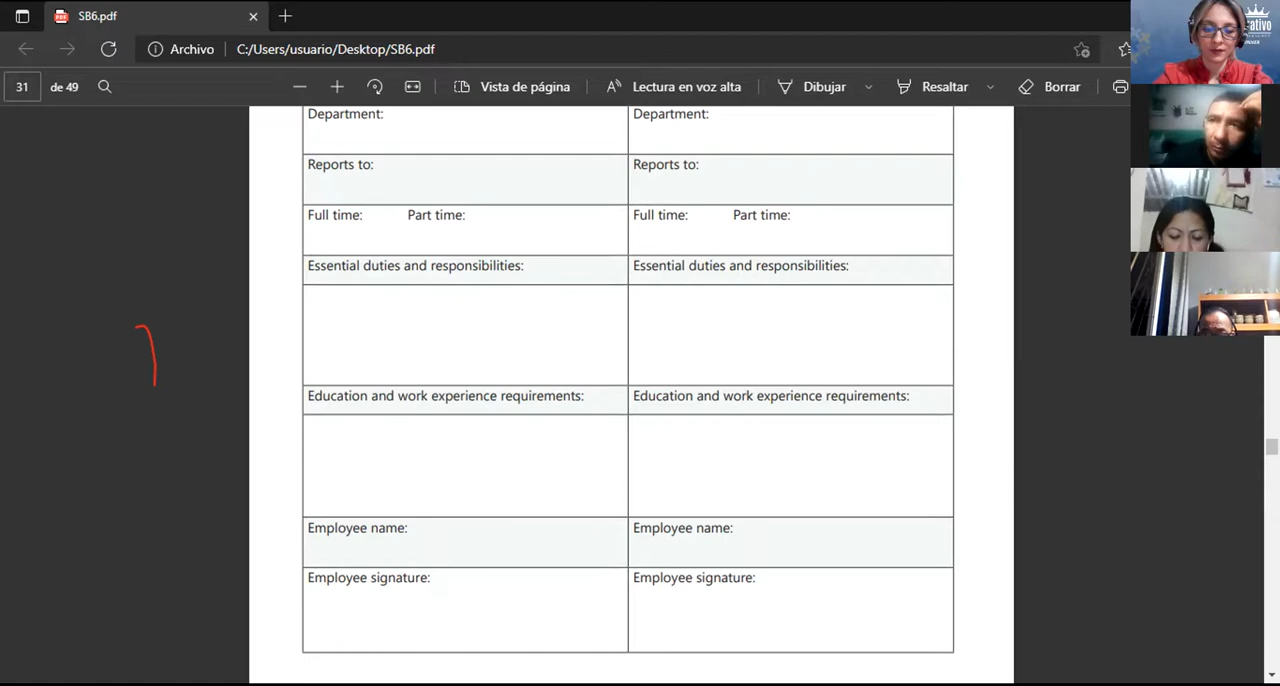 SB6.pdf
Archivo C:/Users/usuario/Desktop/SB6.pdf
31 de 49 Vista de página Lectura en voz alta Dibujar Resaltar Borrar
Department: Department:
Reports to: Reports to:
Full time: Part time: Full time: Part time:
Essential duties and responsibilities: Essential duties and responsibilities:
Education and work experience requirements: Education and work experience requirements:
Employee name: Employee name:
Employee signature: Employee signature: